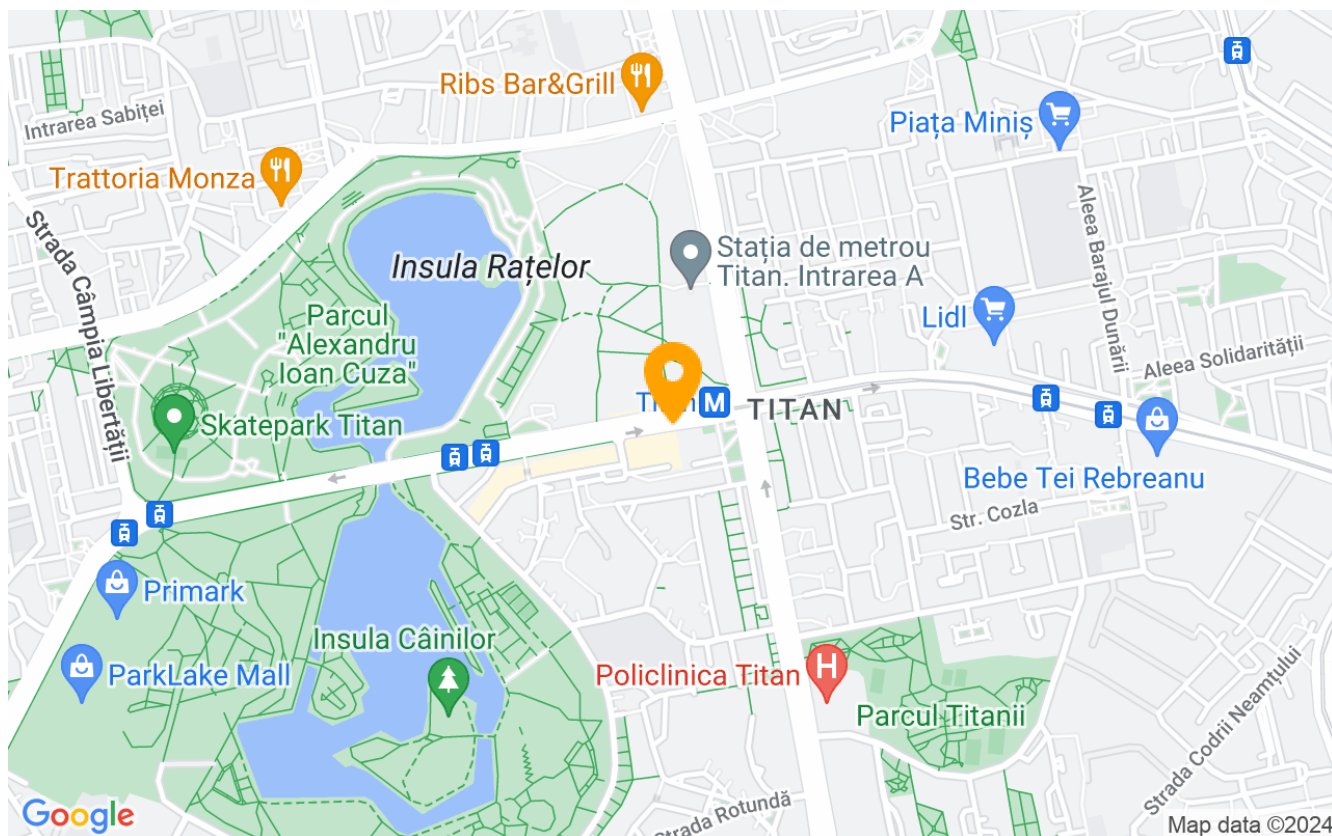 Ribs Bar&Grill
Intrarea Sabiței
Piața Miniș
Trattoria Monza
Strada Câmpia Libertății
Aleea Barajul Dunării
Insula Rațelor
Stația de metrou
Titan. Intrarea A
Parcul
"Alexandru
Ioan Cuza"
Lidl
Aleea Solidarității
Titan
M
TITAN
Skatepark Titan
Bebe Tei Rebreanu
Str. Cozla
Primark
Insula Câinilor
ParkLake Mall
Policlinica Titan
H
Parcul Titanii
Strada Codrii Neamțului
Strada Rotundă
Google
Map data ©2024